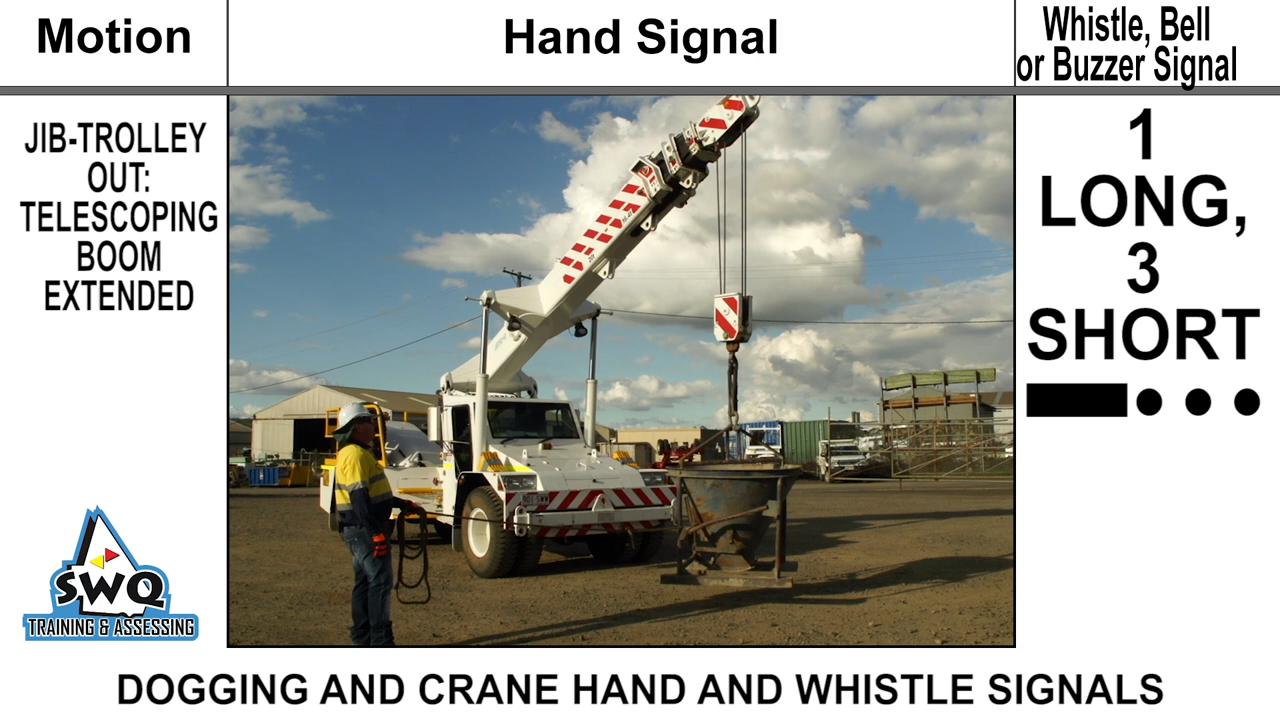 Motion
Hand Signal
Whistle, Bell
or Buzzer Signal
JIB-TROLLEY
OUT:
TELESCOPING
BOOM
EXTENDED
1
LONG,
3
SHORT
SWQ
TRAINING & ASSESSING
DOGGING AND CRANE HAND AND WHISTLE SIGNALS